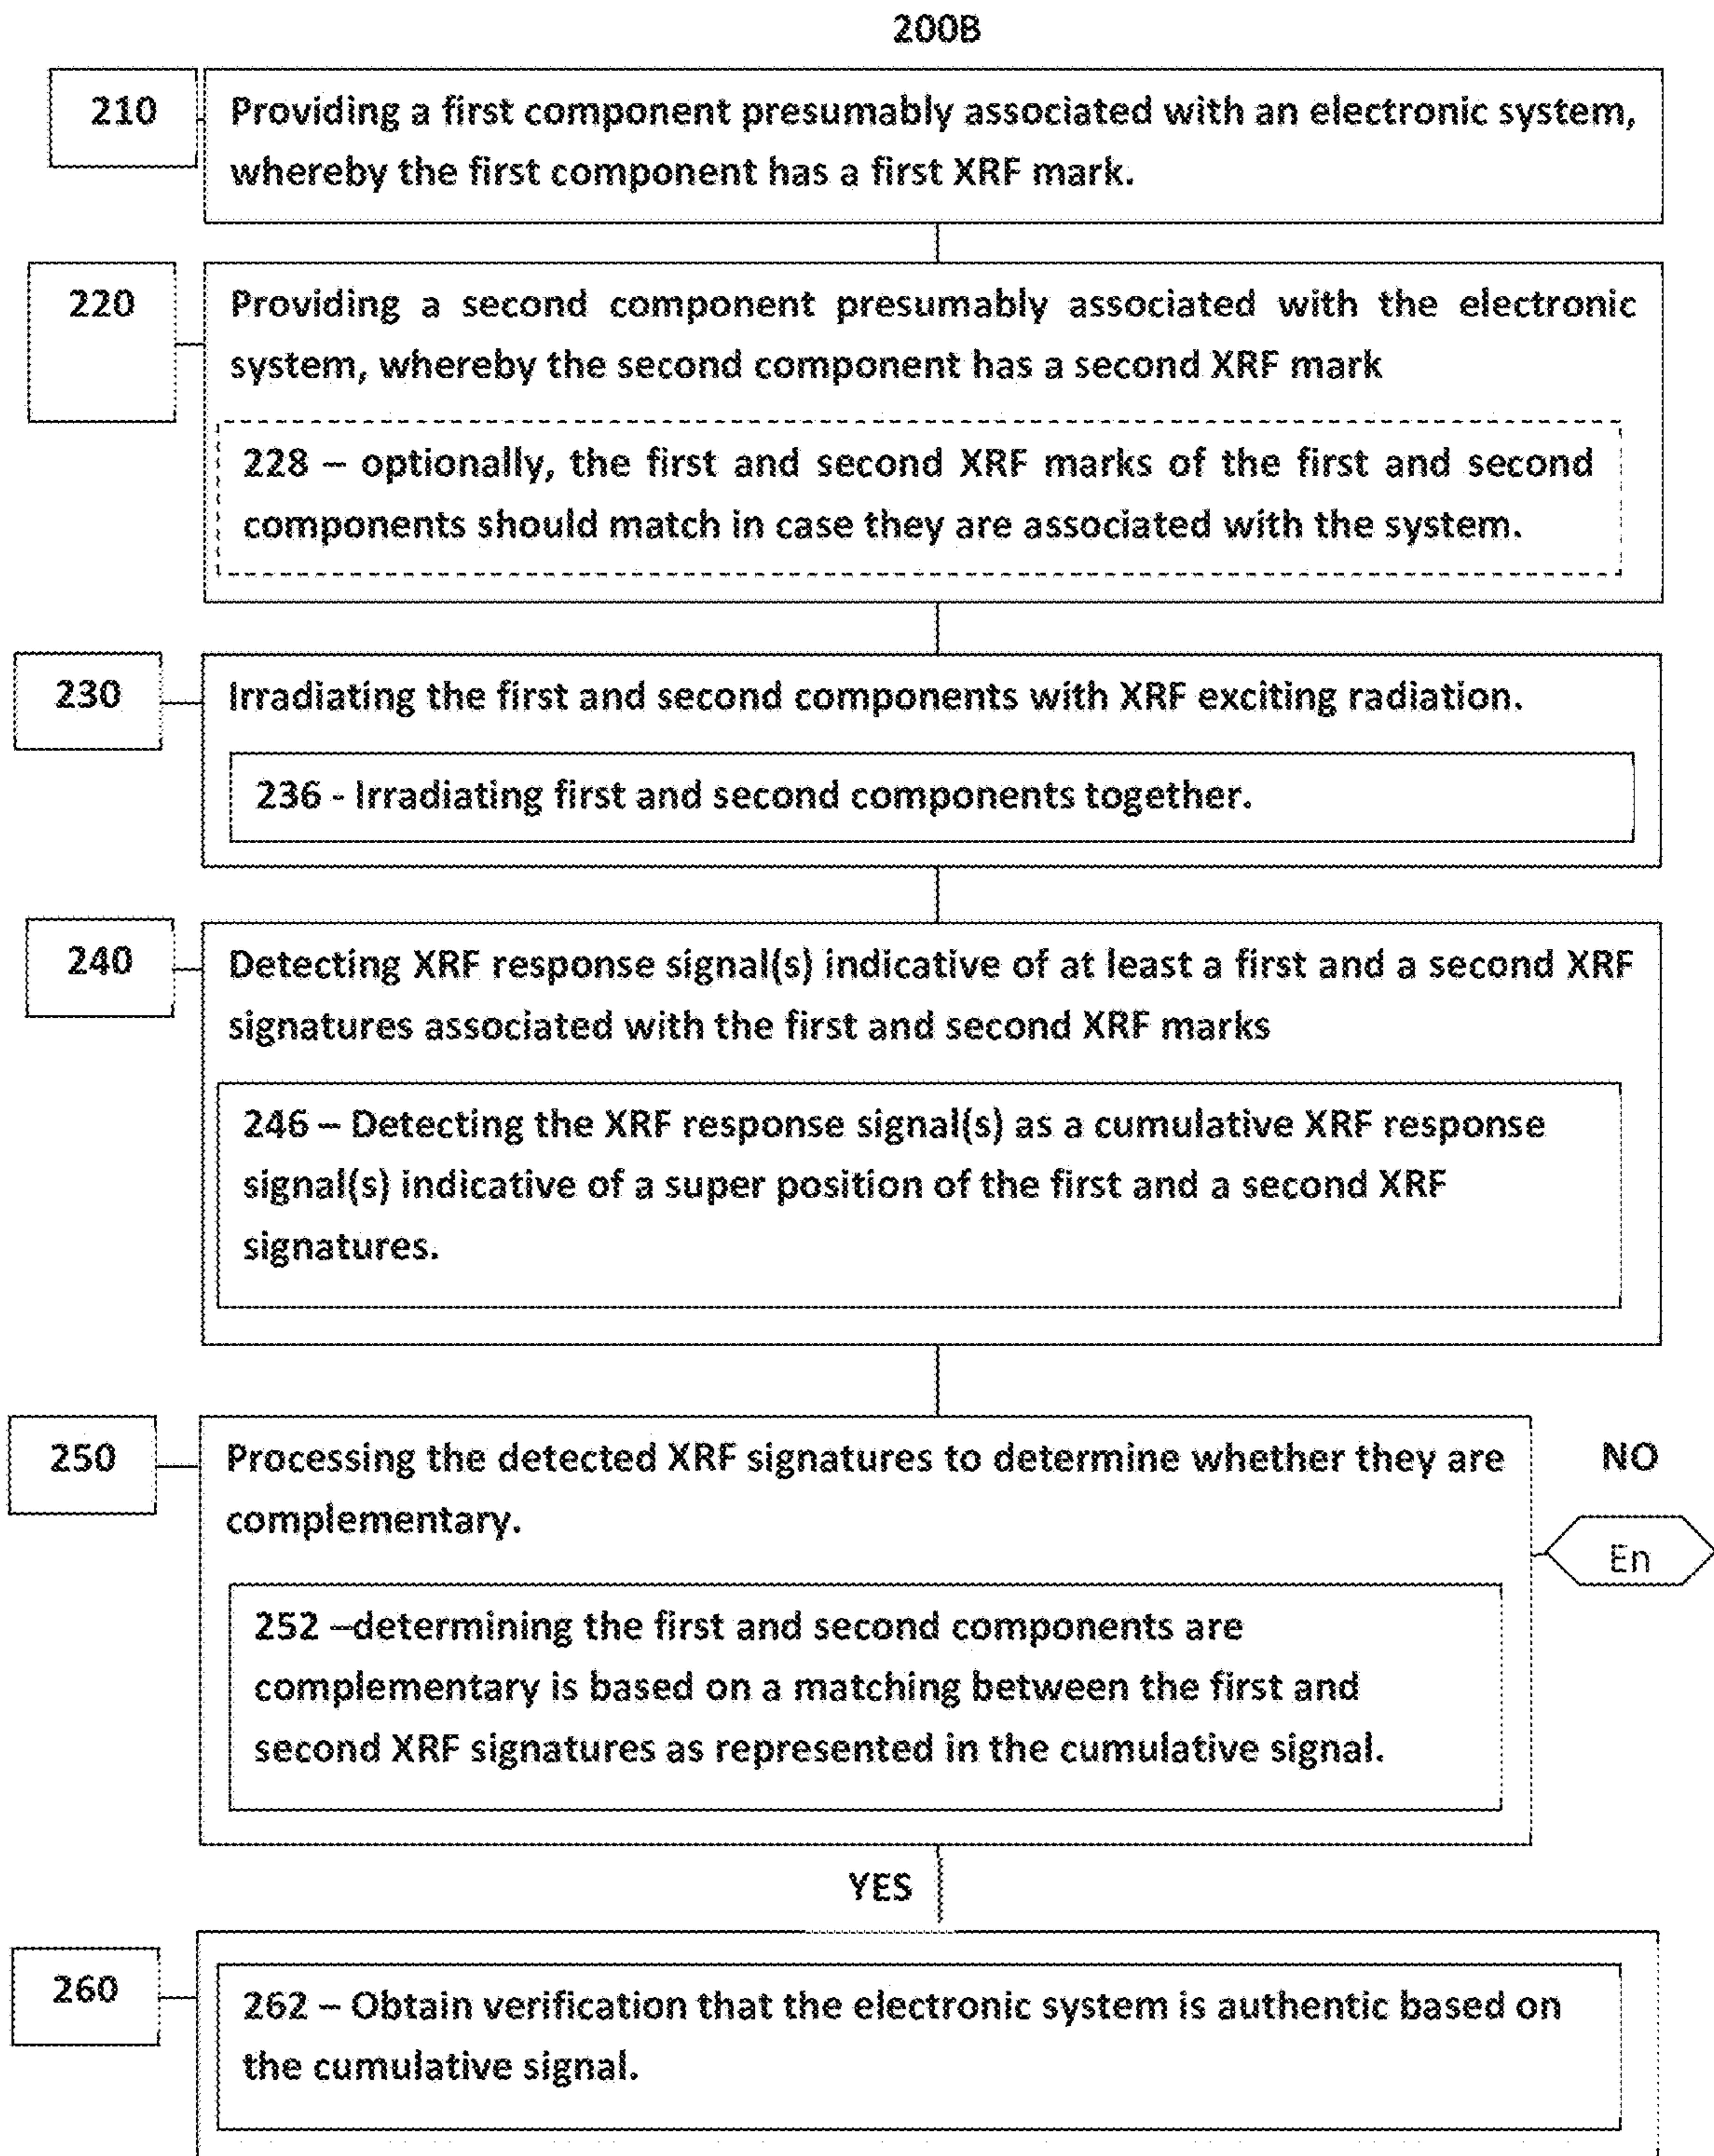 200B
210
Providing a first component presumably associated with an electronic system,
whereby the first component has a first XRF mark.
220
Providing a second component presumably associated with the electronic
system, whereby the second component has a second XRF mark
228 – optionally, the first and second XRF marks of the first and second
components should match in case they are associated with the system.
230
Irradiating the first and second components with XRF exciting radiation.
236 - Irradiating first and second components together.
240
Detecting XRF response signal(s) indicative of at least a first and a second XRF
signatures associated with the first and second XRF marks
246 – Detecting the XRF response signal(s) as a cumulative XRF response
signal(s) indicative of a super position of the first and a second XRF
signatures.
250
Processing the detected XRF signatures to determine whether they are
complementary.
NO
En
252 –determining the first and second components are
complementary is based on a matching between the first and
second XRF signatures as represented in the cumulative signal.
YES
260
262 – Obtain verification that the electronic system is authentic based on
the cumulative signal.